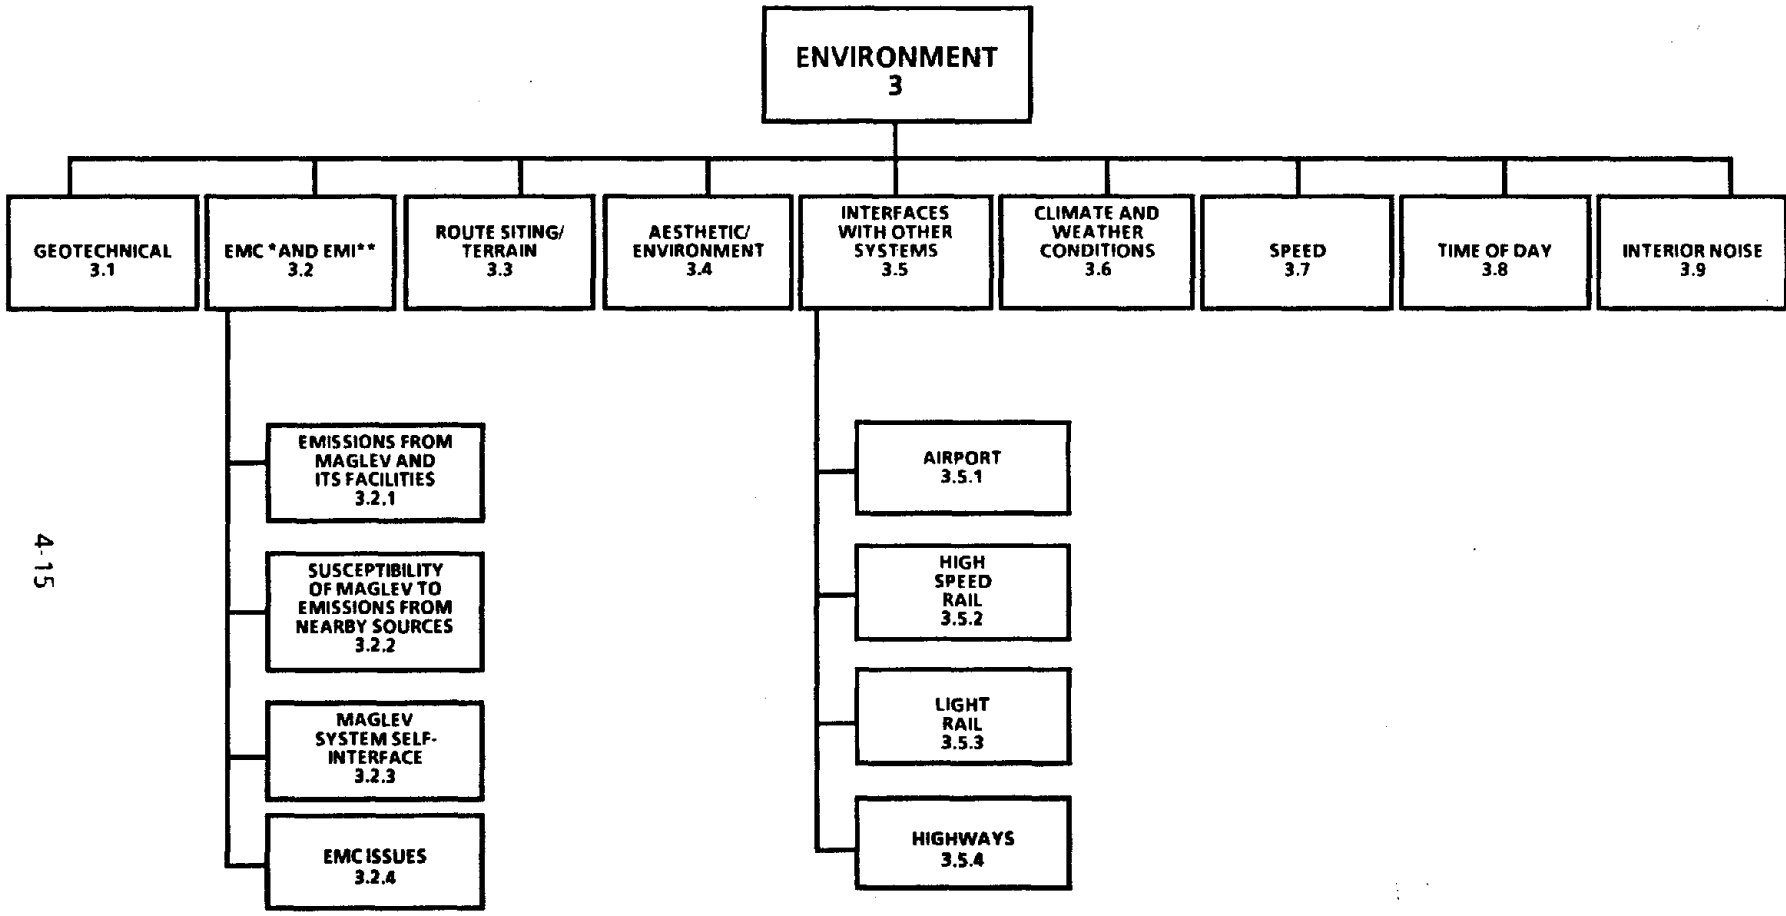 ENVIRONMENT
3
GEOTECHNICAL
3.1
EMC *AND EMI**
3.2
ROUTE SITING/
TERRAIN
3.3
AESTHETIC/
ENVIRONMENT
3.4
INTERFACES
WITH OTHER
SYSTEMS
3.5
CLIMATE AND
WEATHER
CONDITIONS
3.6
SPEED
3.7
TIME OF DAY
3.8
INTERIOR NOISE
3.9
EMISSIONS FROM
MAGLEV AND
ITS FACILITIES
3.2.1
SUSCEPTIBILITY
OF MAGLEV TO
EMISSIONS FROM
NEARBY SOURCES
3.2.2
MAGLEV
SYSTEM SELF-
INTERFACE
3.2.3
EMC ISSUES
3.2.4
AIRPORT
3.5.1
HIGH
SPEED
RAIL
3.5.2
LIGHT
RAIL
3.5.3
HIGHWAYS
3.5.4
4-15